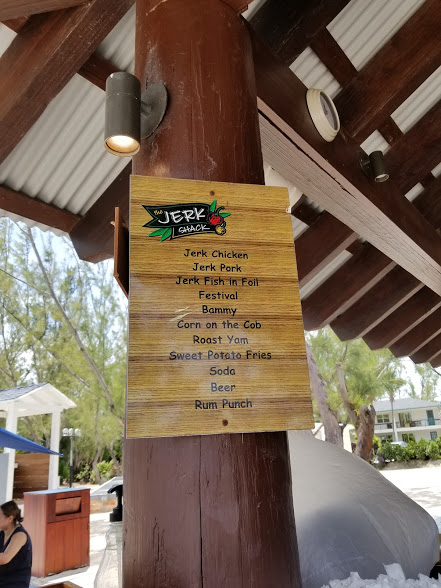 The
JERK
SHACK
Jerk Chicken
Jerk Pork
Jerk Fish in Foil
Festival
Bammy
Corn on the Cob
Roast Yam
Sweet Potato Fries
Soda
Beer
Rum Punch